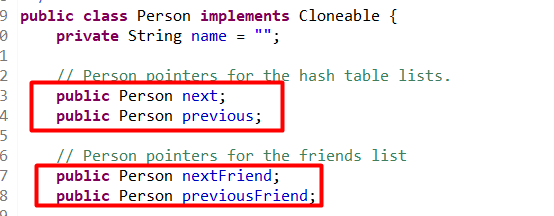 9 public class Person implements Cloneable {
0 private String name = "";
1
2 // Person pointers for the hash table lists.
3 public Person next;
4 public Person previous;
5
6 // Person pointers for the friends list
7 public Person nextFriend;
8 public Person previousFriend;